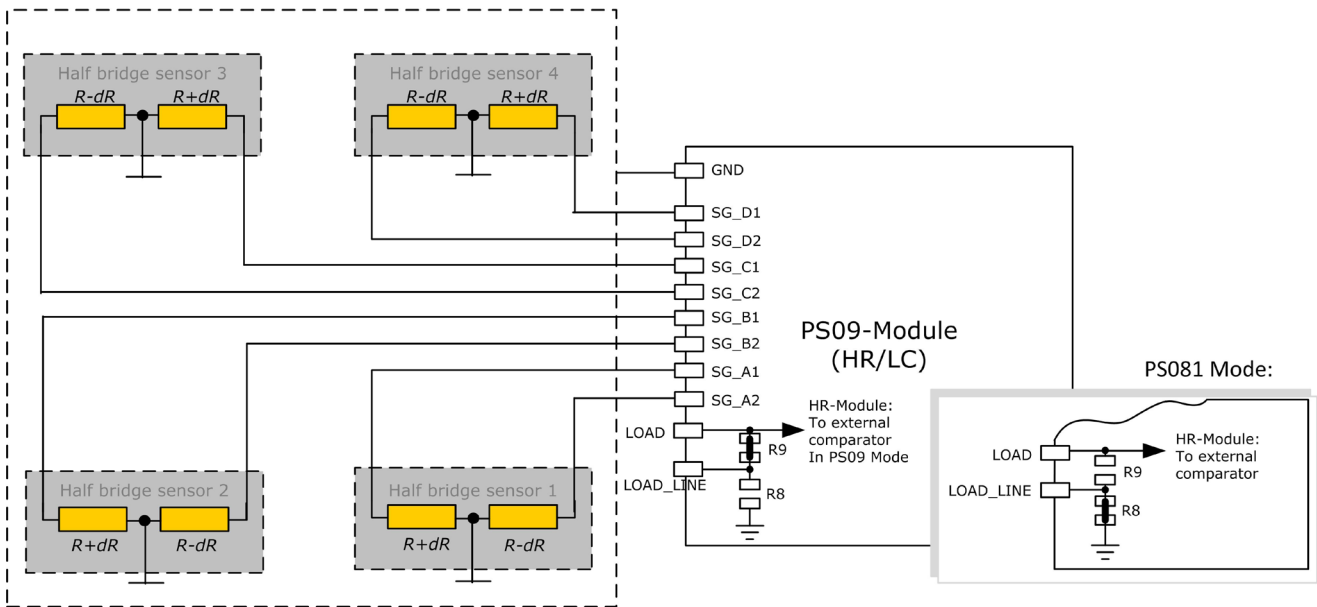 Half bridge sensor 3
R-dR
R+dR
Half bridge sensor 4
R-dR
R+dR
GND
SG_D1
SG_D2
SG_C1
SG_C2
SG_B1
SG_B2
SG_A1
SG_A2
LOAD
LOAD_LINE
PS09-Module
(HR/LC)
HR-Module:
To external
comparator
In PS09 Mode
R9
R8
Half bridge sensor 2
R+dR
R-dR
Half bridge sensor 1
R+dR
R-dR
PS081 Mode:
LOAD
LOAD_LINE
R9
R8
HR-Module:
To external
comparator